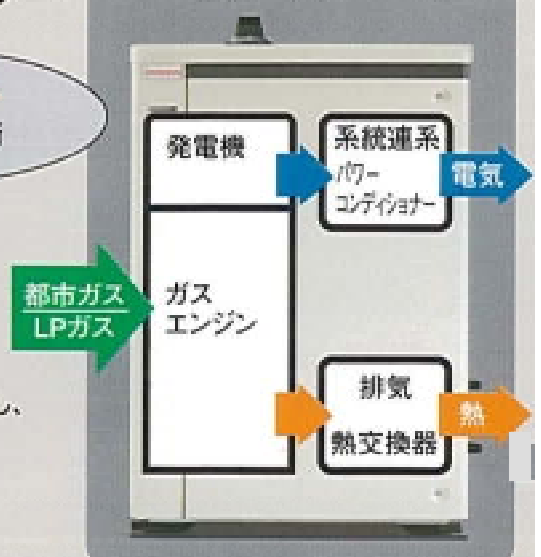 発電機
系統連系
パワー
コンディショナー
電気
都市ガス
LPガス
ガス
エンジン
排気
熱交換器
熱